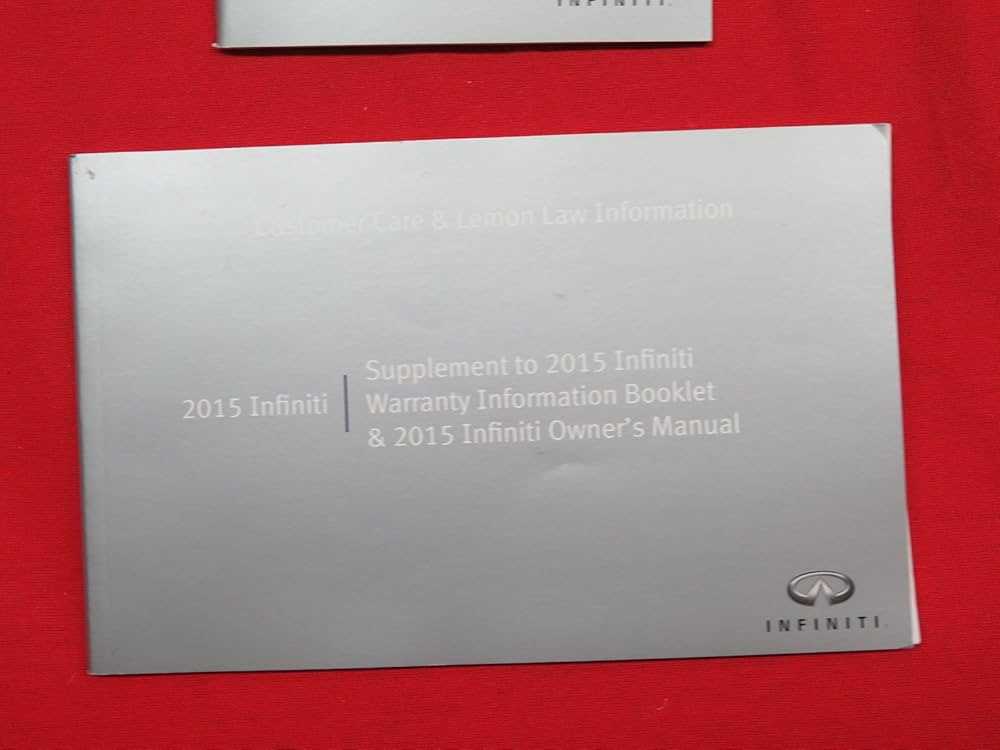 INFINITI
Customer Care & Lemon Law Information
2015 Infiniti
Supplement to 2015 Infiniti
Warranty Information Booklet
& 2015 Infiniti Owner's Manual
INFINITI